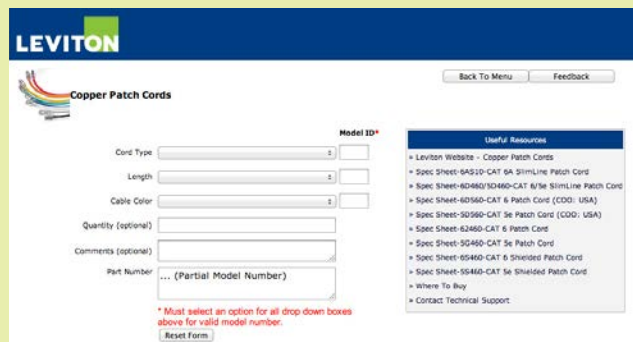 LEVITON
Back To Menu
Feedback
Copper Patch Cords
Model ID*
Cord Type
Length
Cable Color
Quantity (optional)
Comments (optional)
Part Number
... (Partial Model Number)
* Must select an option for all drop down boxes
above for valid model number.
Reset Form
Useful Resources
» Leviton Website - Copper Patch Cords
» Spec Sheet-6AS10-CAT 6A SlimLine Patch Cord
» Spec Sheet-6D460/5D460-CAT 6/5e SlimLine Patch Cord
» Spec Sheet-6D560-CAT 6 Patch Cord (COO: USA)
» Spec Sheet-5D560-CAT 5e Patch Cord (COO: USA)
» Spec Sheet-62460-CAT 6 Patch Cord
» Spec Sheet-5G460-CAT 5e Patch Cord
» Spec Sheet-6S460-CAT 6 Shielded Patch Cord
» Spec Sheet-5S460-CAT 5e Shielded Patch Cord
» Where To Buy
» Contact Technical Support